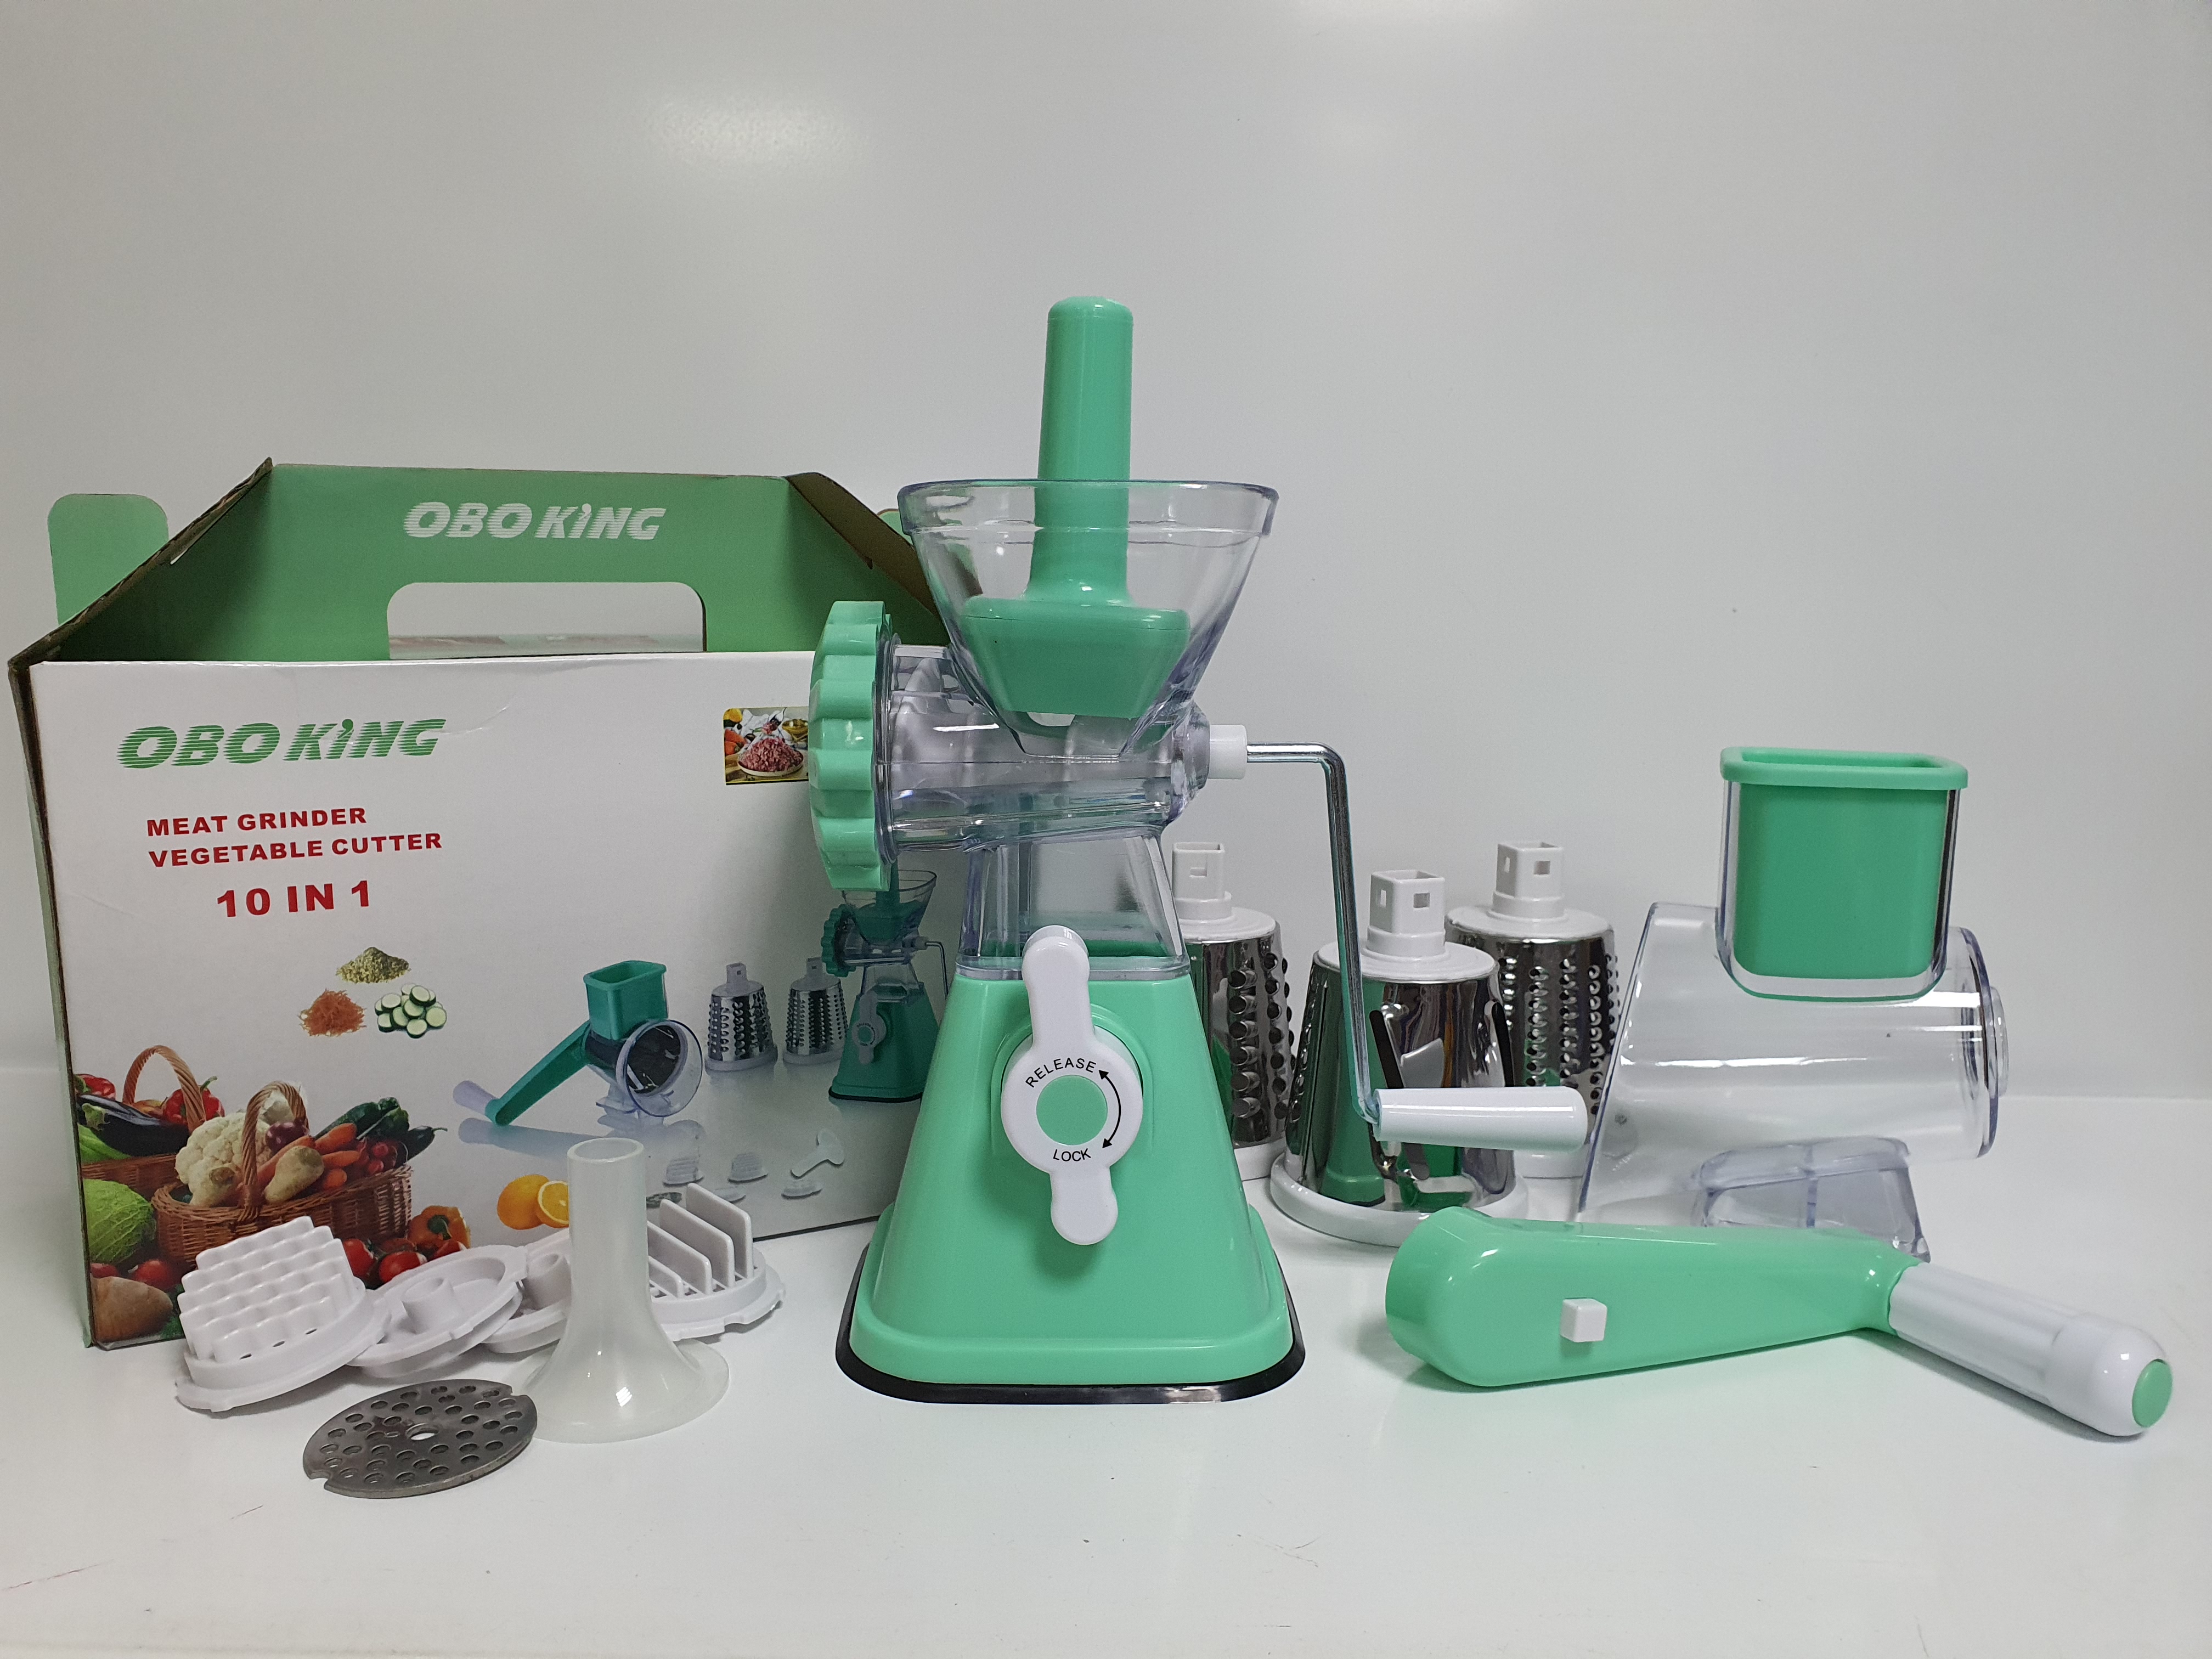 OBO KING
OBO KING
MEAT GRINDER
VEGETABLE CUTTER
10 IN 1
RELEASE
LOCK